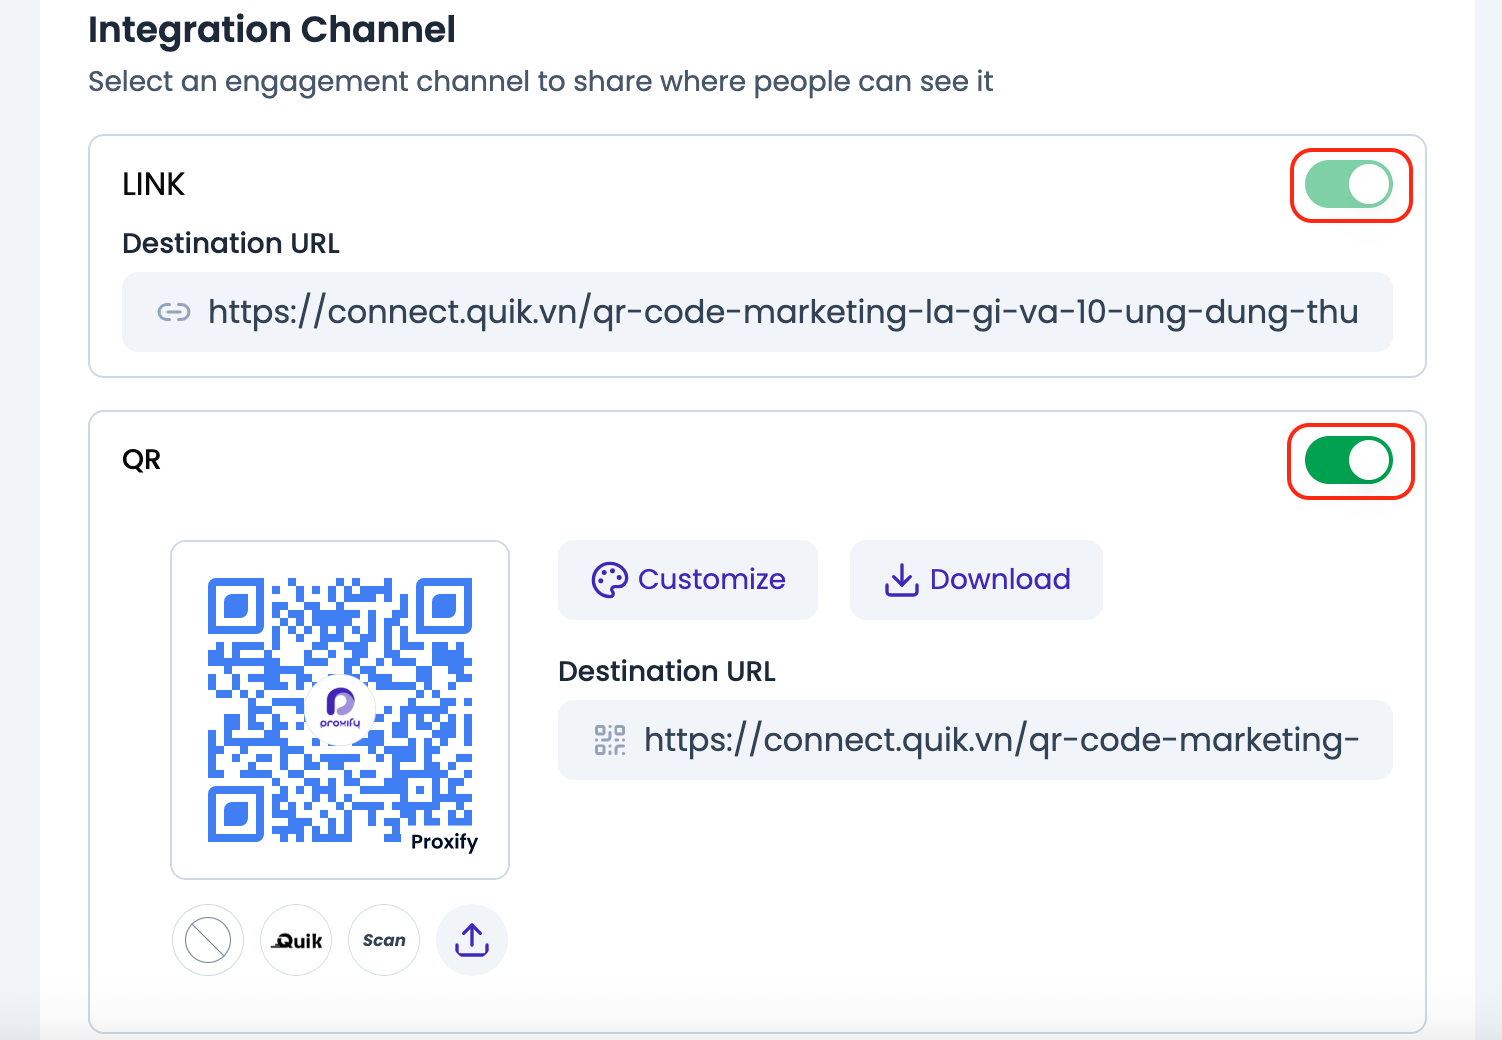 Integration Channel
Select an engagement channel to share where people can see it
LINK
Destination URL
https://connect.quik.vn/qr-code-marketing-la-gi-va-10-ung-dung-thu
QR
Customize
Download
Destination URL
https://connect.quik.vn/qr-code-marketing-
proxify
Proxify
Quik
Scan